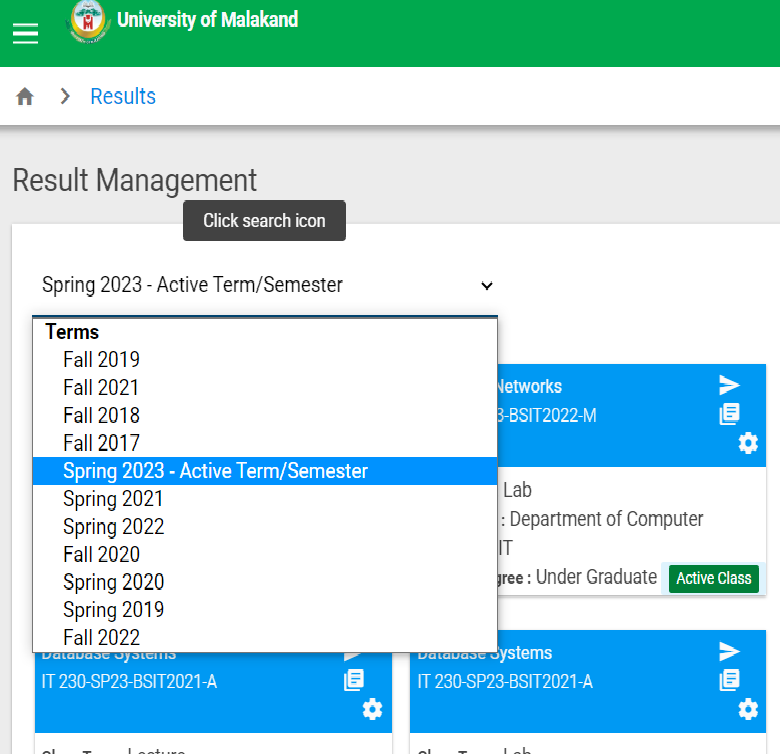 University of Malakand
Results
Result Management
Click search icon
Spring 2023 - Active Term/Semester
Terms
Fall 2019
Fall 2021
Fall 2018
Fall 2017
Spring 2023 - Active Term/Semester
Spring 2021
Spring 2022
Fall 2020
Spring 2020
Spring 2019
Fall 2022
Networks
3-BSIT2022-M
Lab
: Department of Computer
IT
gree : Under Graduate
Active Class
Database Systems
IT 230-SP23-BSIT2021-A
Database Systems
IT 230-SP23-BSIT2021-A
Lecture
Lab